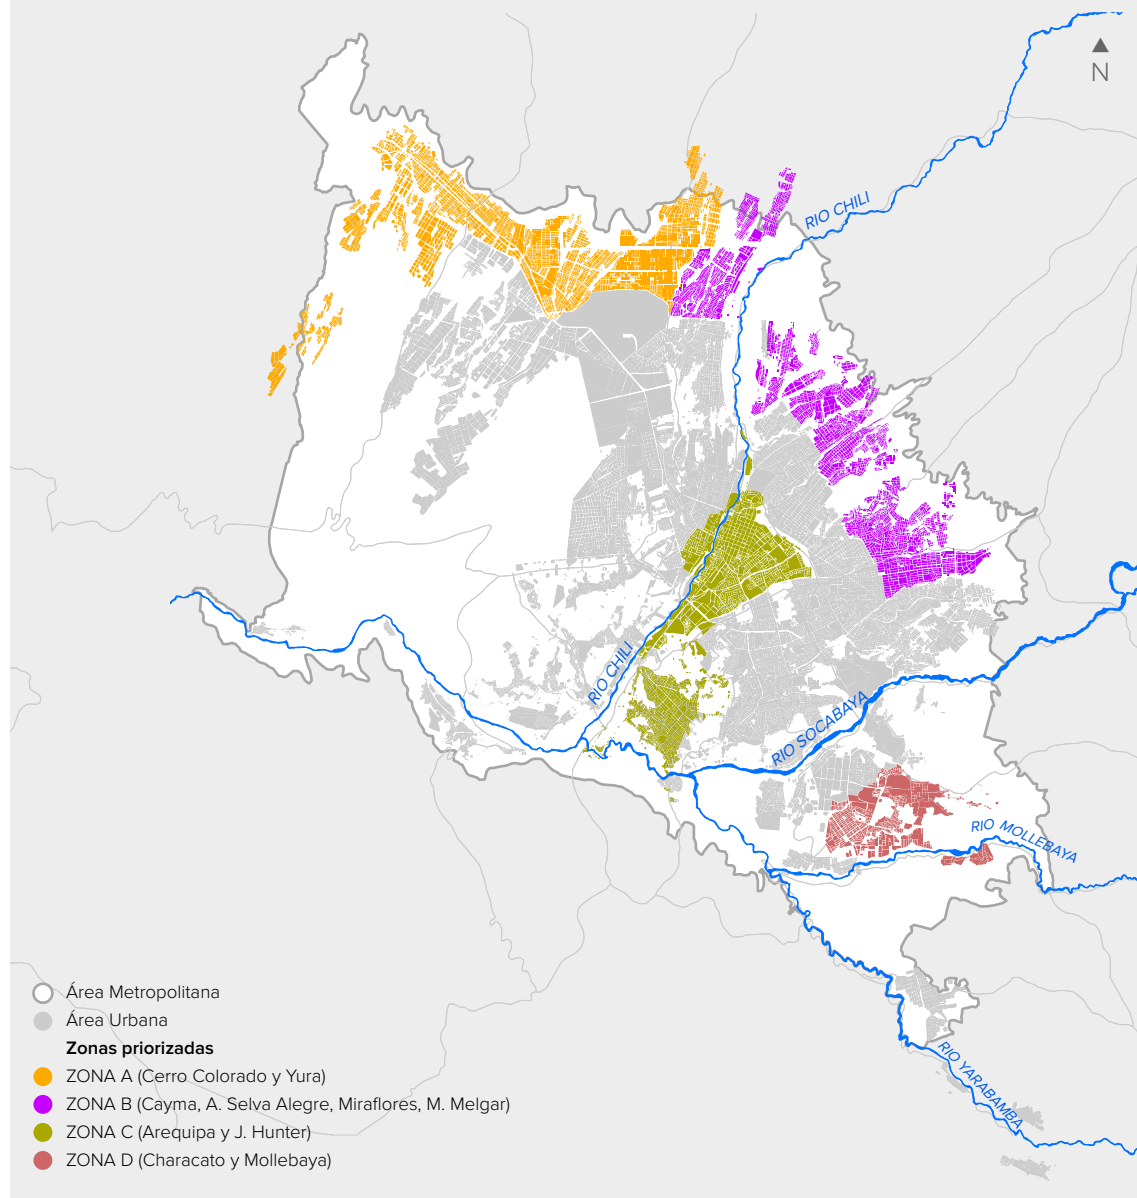 N
RIO CHILI
RIO CHILI
RIO SOCABAYA
RIO MOLLEBAYA
RIO YARABAMBA
Área Metropolitana
Área Urbana
Zonas priorizadas
ZONA A (Cerro Colorado y Yura)
ZONA B (Cayma, A. Selva Alegre, Miraflores, M. Melgar)
ZONA C (Arequipa y J. Hunter)
ZONA D (Characato y Mollebaya)